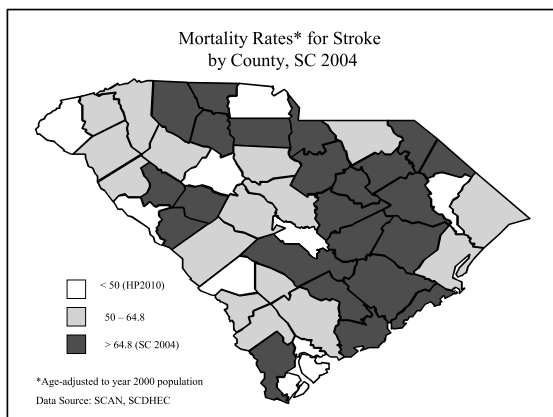 Mortality Rates* for Stroke
by County, SC 2004
< 50 (HP2010)
50 – 64.8
> 64.8 (SC 2004)
*Age-adjusted to year 2000 population
Data Source: SCAN, SCDHEC